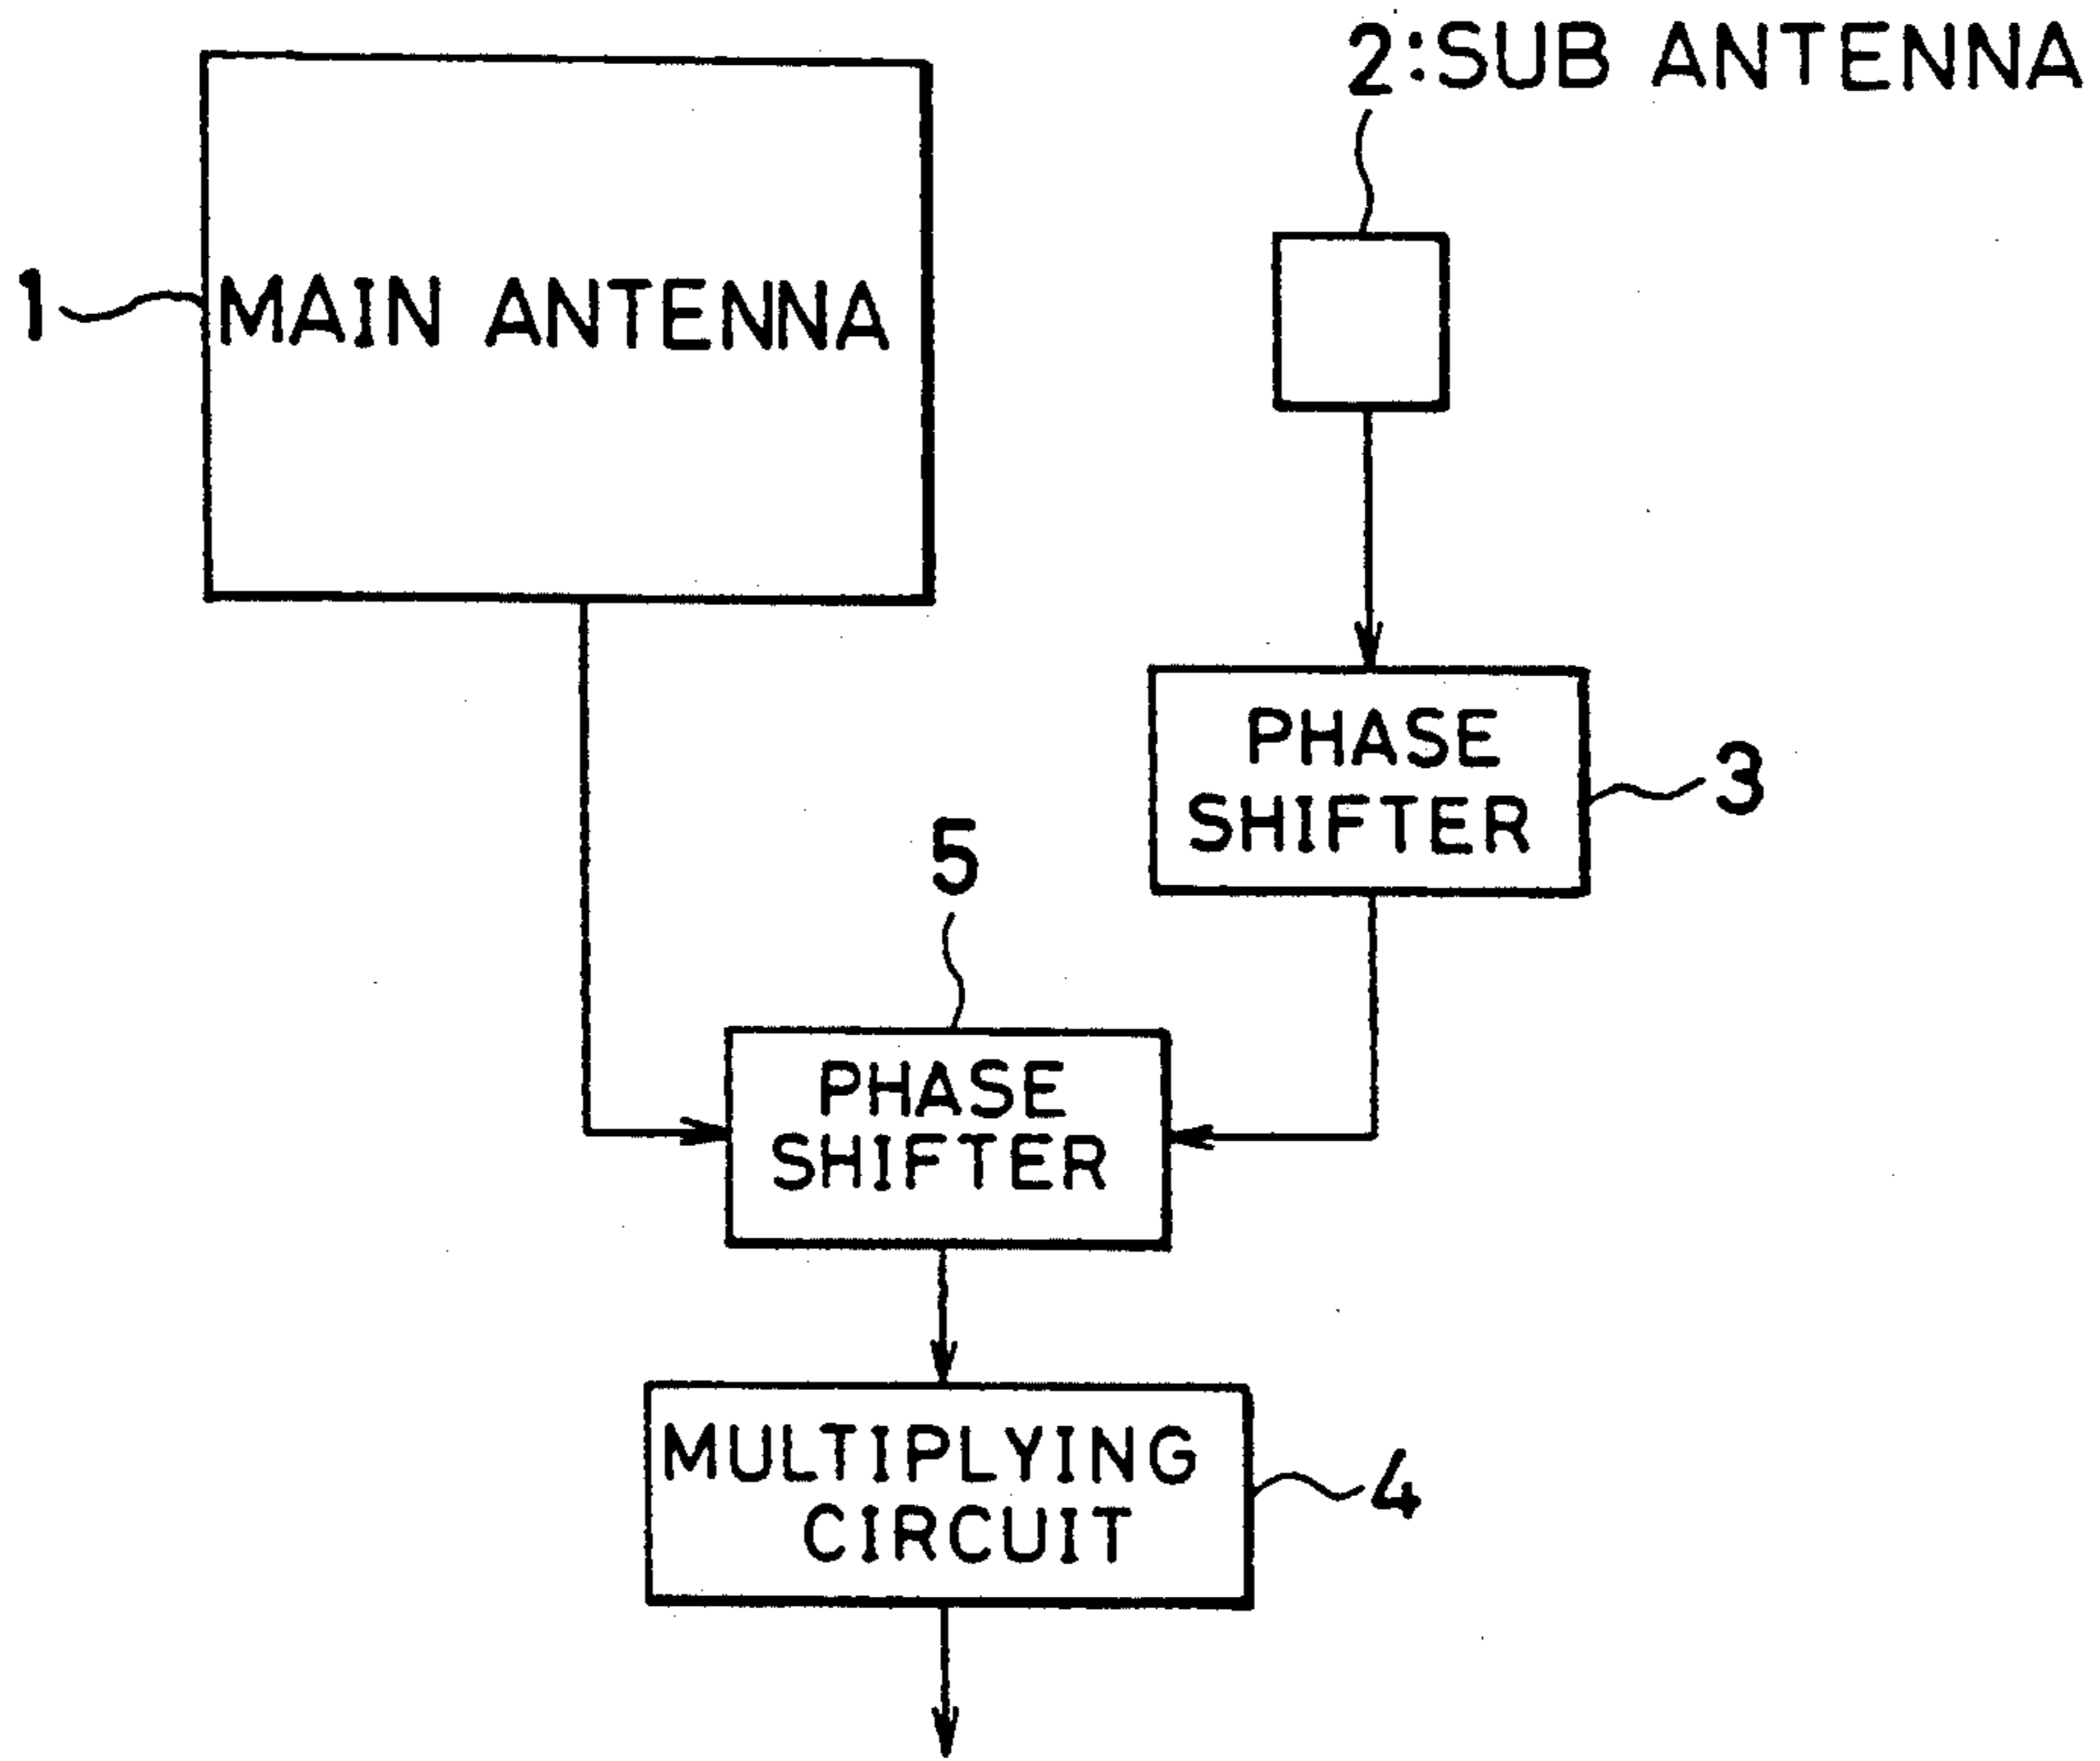 2:SUB ANTENNA
1
MAIN ANTENNA
PHASE
SHIFTER
3
5
PHASE
SHIFTER
MULTIPLYING
CIRCUIT
4